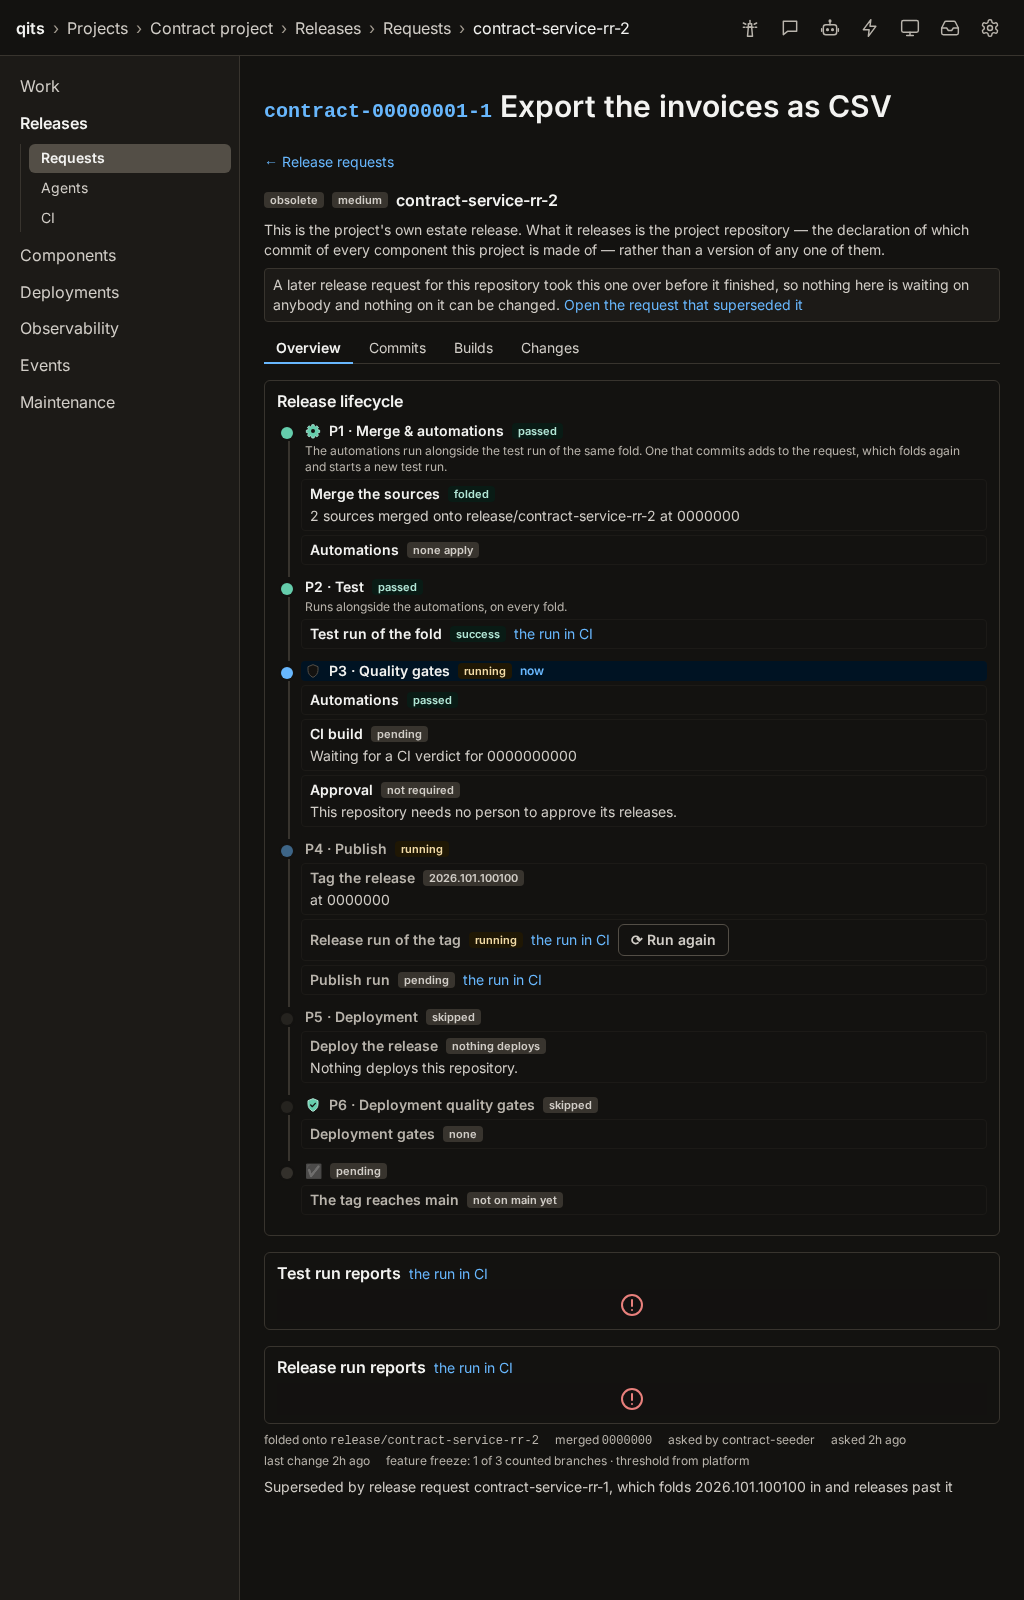 qits › Projects › Contract project › Releases › Requests › contract-service-rr-2
Work
Releases
Requests
Agents
CI
Components
Deployments
Observability
Events
Maintenance
contract-00000001-1 Export the invoices as CSV
← Release requests
obsolete medium contract-service-rr-2
This is the project's own estate release. What it releases is the project repository — the declaration of which
commit of every component this project is made of — rather than a version of any one of them.
A later release request for this repository took this one over before it finished, so nothing here is waiting on
anybody and nothing on it can be changed. Open the request that superseded it
Overview Commits Builds Changes
Release lifecycle
P1 · Merge & automations passed
The automations run alongside the test run of the same fold. One that commits adds to the request, which folds again
and starts a new test run.
Merge the sources folded
2 sources merged onto release/contract-service-rr-2 at 0000000
Automations none apply
P2 · Test passed
Runs alongside the automations, on every fold.
Test run of the fold success the run in CI
P3 · Quality gates running now
Automations passed
CI build pending
Waiting for a CI verdict for 0000000000
Approval not required
This repository needs no person to approve its releases.
P4 · Publish running
Tag the release 2026.101.100100
at 0000000
Release run of the tag running the run in CI ⟳ Run again
Publish run pending the run in CI
P5 · Deployment skipped
Deploy the release nothing deploys
Nothing deploys this repository.
P6 · Deployment quality gates skipped
Deployment gates none
pending
The tag reaches main not on main yet
Test run reports the run in CI
Release run reports the run in CI
folded onto release/contract-service-rr-2 merged 0000000 asked by contract-seeder asked 2h ago
last change 2h ago feature freeze: 1 of 3 counted branches · threshold from platform
Superseded by release request contract-service-rr-1, which folds 2026.101.100100 in and releases past it